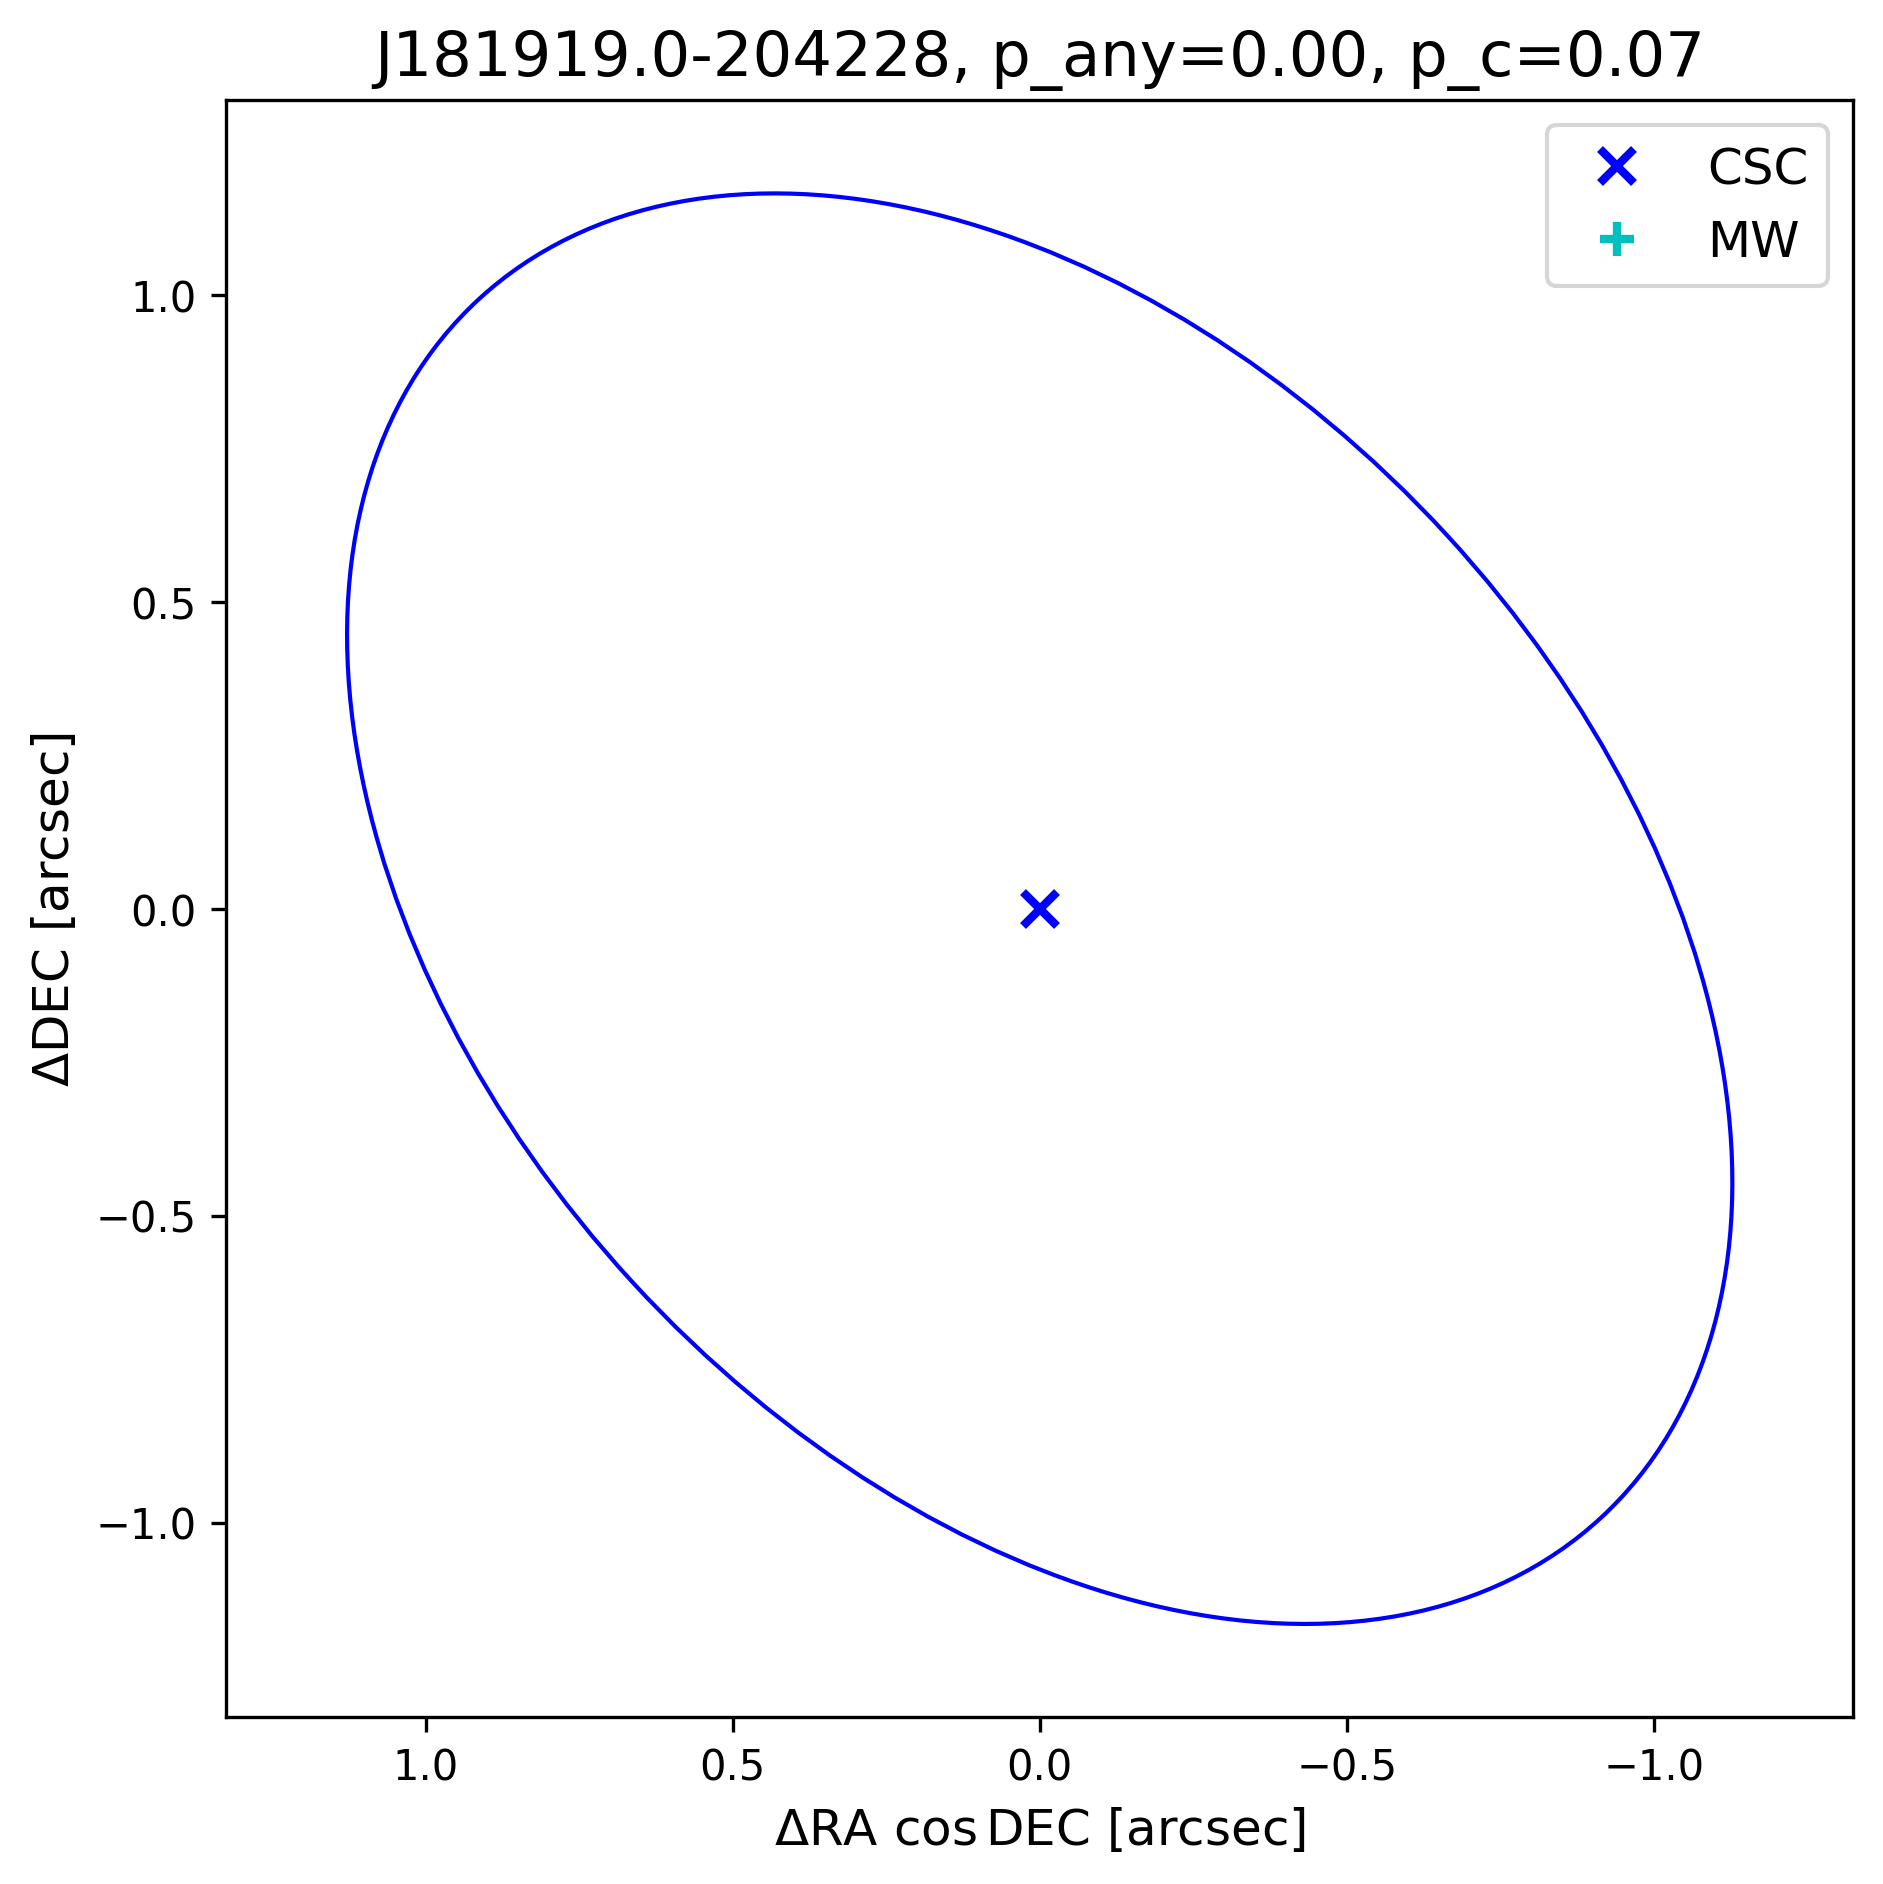 J181919.0-204228, p_any=0.00, p_c=0.07
CSC
MW
1.0
0.5
0.0
−0.5
−1.0
ΔDEC [arcsec]
1.0 0.5 0.0 −0.5 −1.0
ΔRA cos DEC [arcsec]